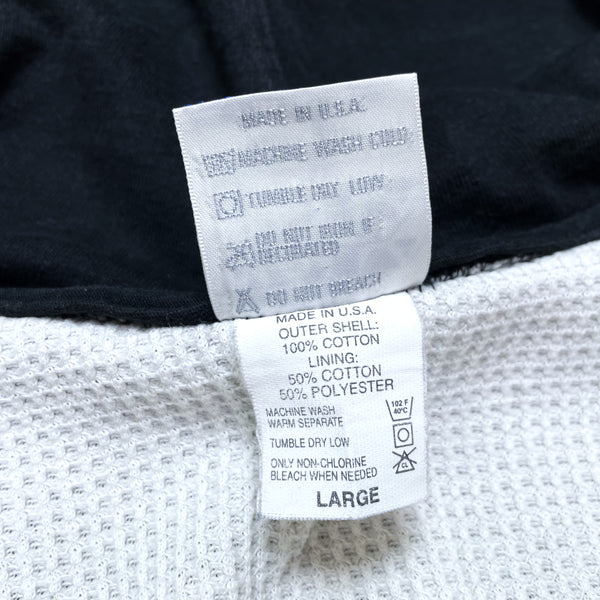 MADE IN U.S.A.
MACHINE WASH COLD
TUMBLE DRY LOW
DO NOT IRON IF
DECORATED
DO NOT BLEACH
MADE IN U.S.A.
OUTER SHELL:
100% COTTON
LINING:
50% COTTON
50% POLYESTER
MACHINE WASH
WARM SEPARATE
102 F
40°C
TUMBLE DRY LOW
ONLY NON-CHLORINE
BLEACH WHEN NEEDED
CL
LARGE